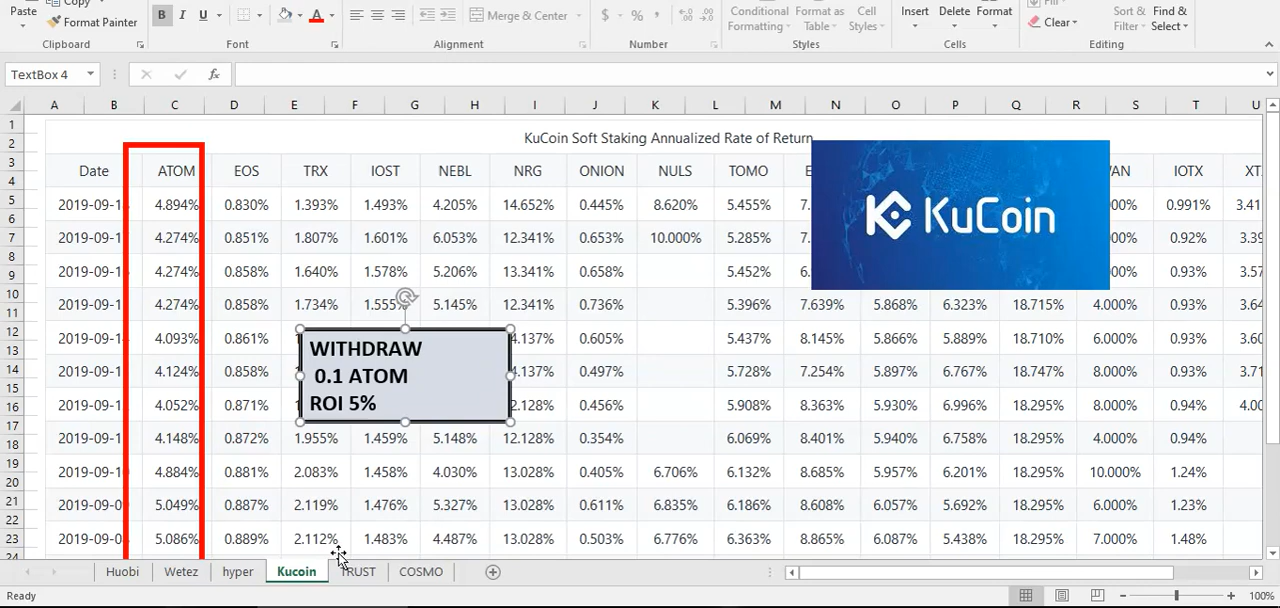 Paste
Format Painter
B I U A
Merge & Center
$ % ,
Conditional Formatting
Format as Table
Cell Styles
Insert Delete Format
Clear
Sort & Filter
Find & Select
Clipboard Font Alignment Number Styles Cells Editing
TextBox 4
fx
A B C D E F G H I J K L M N O P Q R S T U
KuCoin Soft Staking Annualized Rate of Return
Date ATOM EOS TRX IOST NEBL NRG ONION NULS TOMO IOTX
4.894% 0.830% 1.393% 1.493% 4.205% 14.652% 0.445% 8.620% 5.455% 0.991%
4.274% 0.851% 1.807% 1.601% 6.053% 12.341% 0.653% 10.000% 5.285% 0.92%
4.274% 0.858% 1.640% 1.578% 5.206% 13.341% 0.658% 5.452% 0.93%
4.274% 0.858% 1.734% 1.555% 5.145% 12.341% 0.736% 5.396% 7.639% 5.868% 6.323% 18.715% 4.000% 0.93%
4.093% 0.861% 0.605% 5.437% 8.145% 5.866% 5.889% 18.710% 6.000% 0.93%
4.124% 0.858% 0.497% 5.728% 7.254% 5.897% 6.767% 18.747% 8.000% 0.93%
4.052% 0.871% 0.456% 5.908% 8.363% 5.930% 6.996% 18.295% 8.000% 0.94%
4.148% 0.872% 1.955% 1.459% 5.148% 12.128% 0.354% 6.069% 8.401% 5.940% 6.758% 18.295% 4.000% 0.94%
4.884% 0.881% 2.083% 1.458% 4.030% 13.028% 0.405% 6.706% 6.132% 8.685% 5.957% 6.201% 18.295% 10.000% 1.24%
5.049% 0.887% 2.119% 1.476% 5.327% 13.028% 0.611% 6.835% 6.186% 8.608% 6.057% 5.692% 18.295% 6.000% 1.23%
5.086% 0.889% 2.112% 1.483% 4.487% 13.028% 0.503% 6.776% 6.363% 8.865% 6.087% 5.438% 18.295% 7.000% 1.48%
KuCoin
WITHDRAW
0.1 ATOM
ROI 5%
Huobi Wetez hyper Kucoin TRUST COSMO
Ready
100%